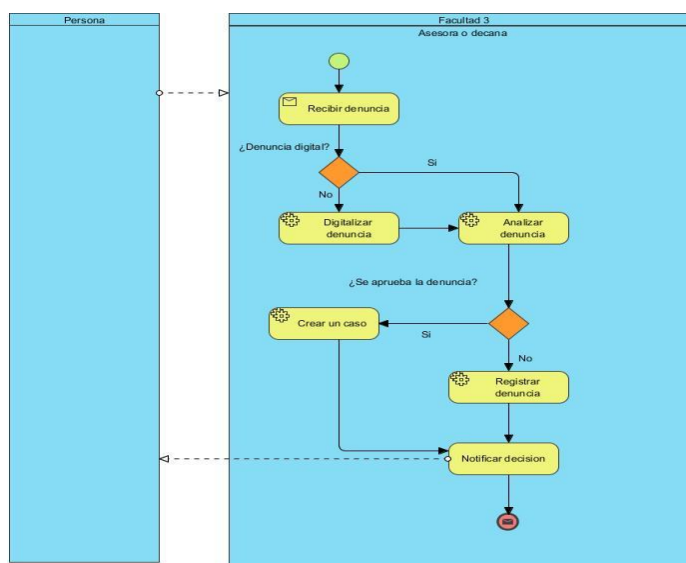 Persona
Facultad 3
Asesora o decana
Recibir denuncia
¿Denuncia digital?
Si
No
Digitalizar
denuncia
Analizar
denuncia
¿Se aprueba la denuncia?
Crear un caso
Si
No
Registrar
denuncia
Notificar decision